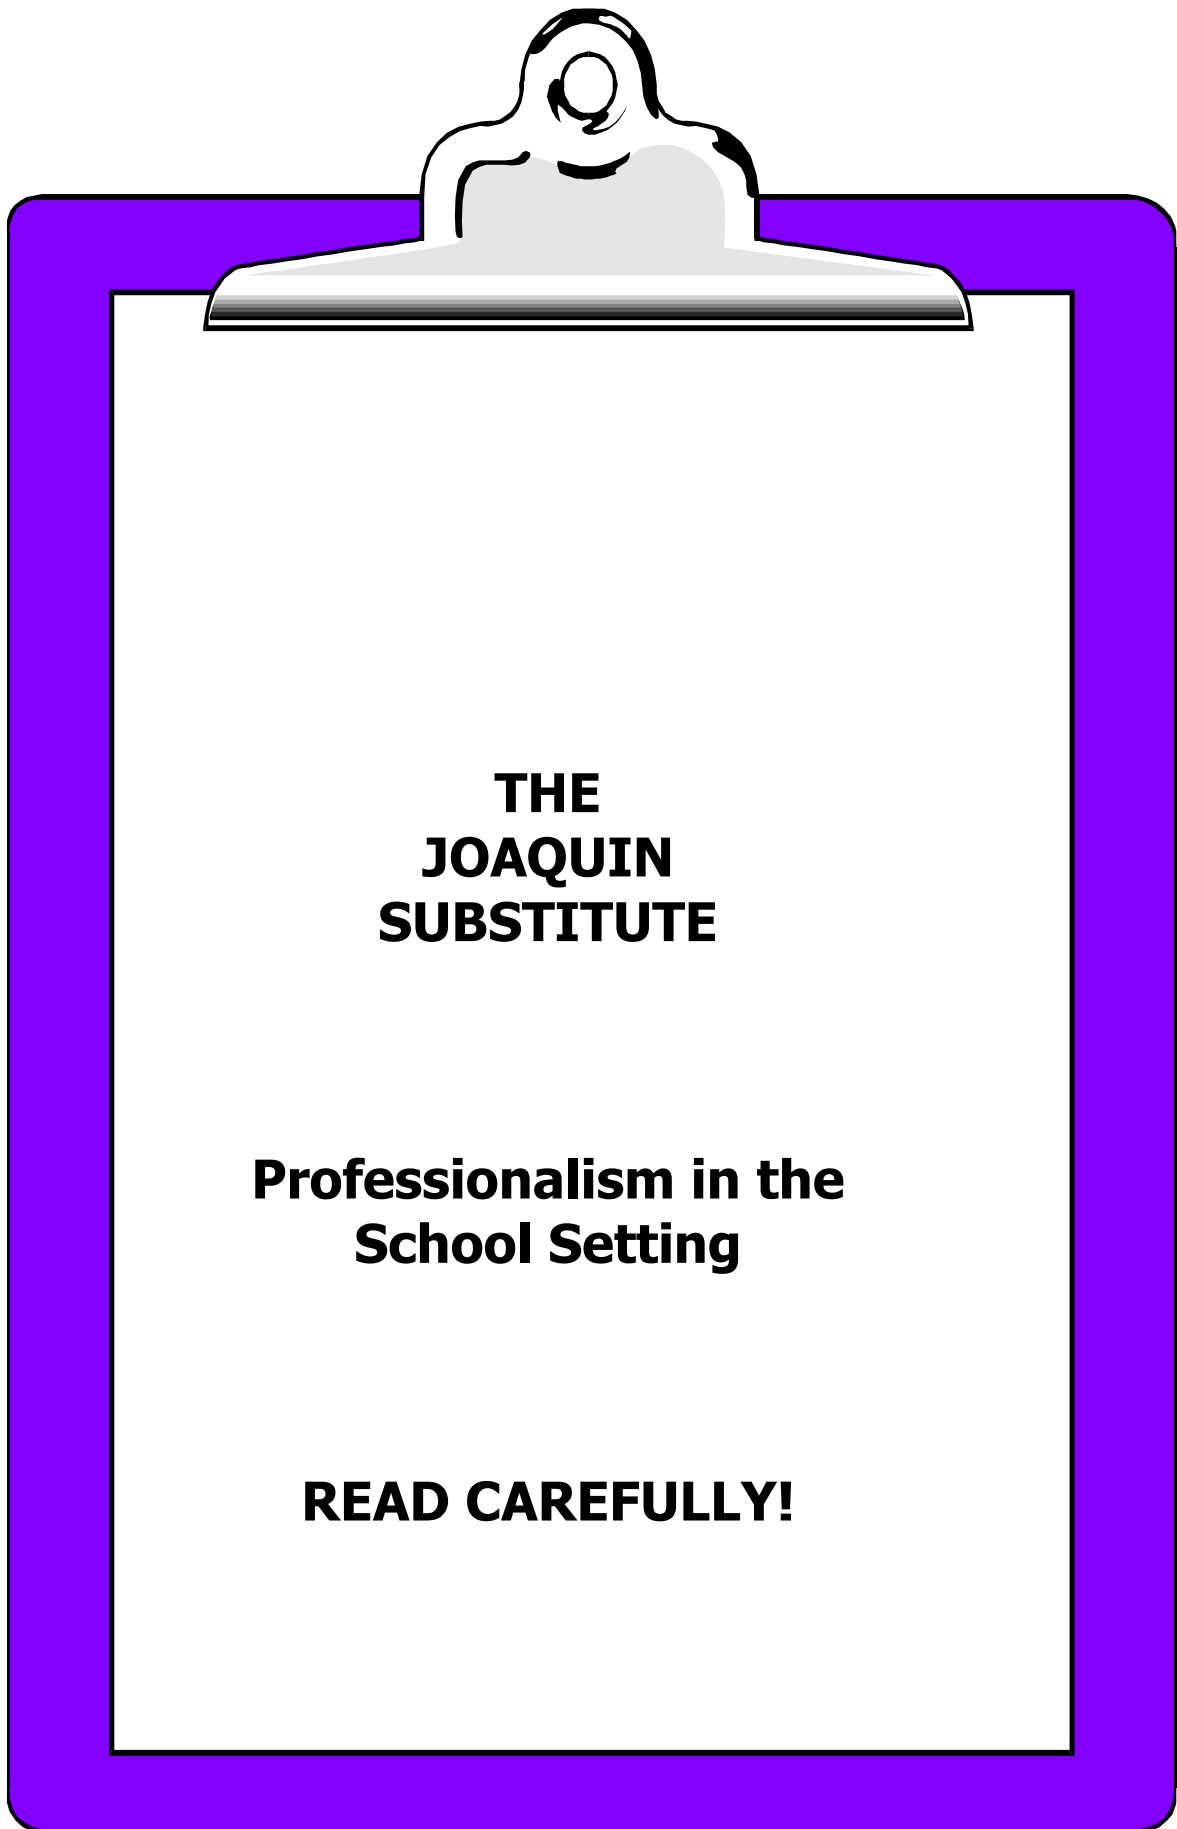 THE
JOAQUIN
SUBSTITUTE
Professionalism in the
School Setting
READ CAREFULLY!